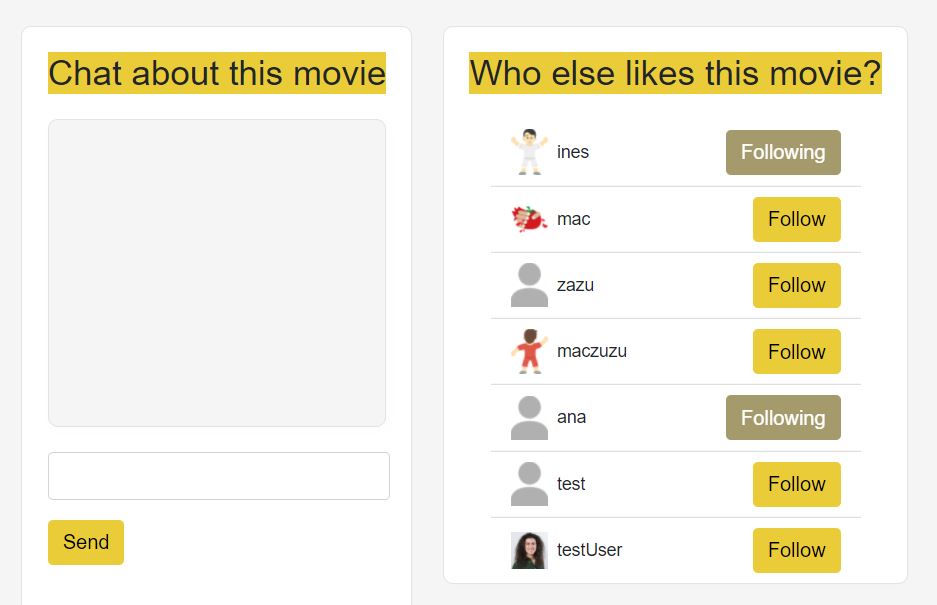 Chat about this movie
Send
Who else likes this movie?
ines Following
mac Follow
zazu Follow
maczuzu Follow
ana Following
test Follow
testUser Follow